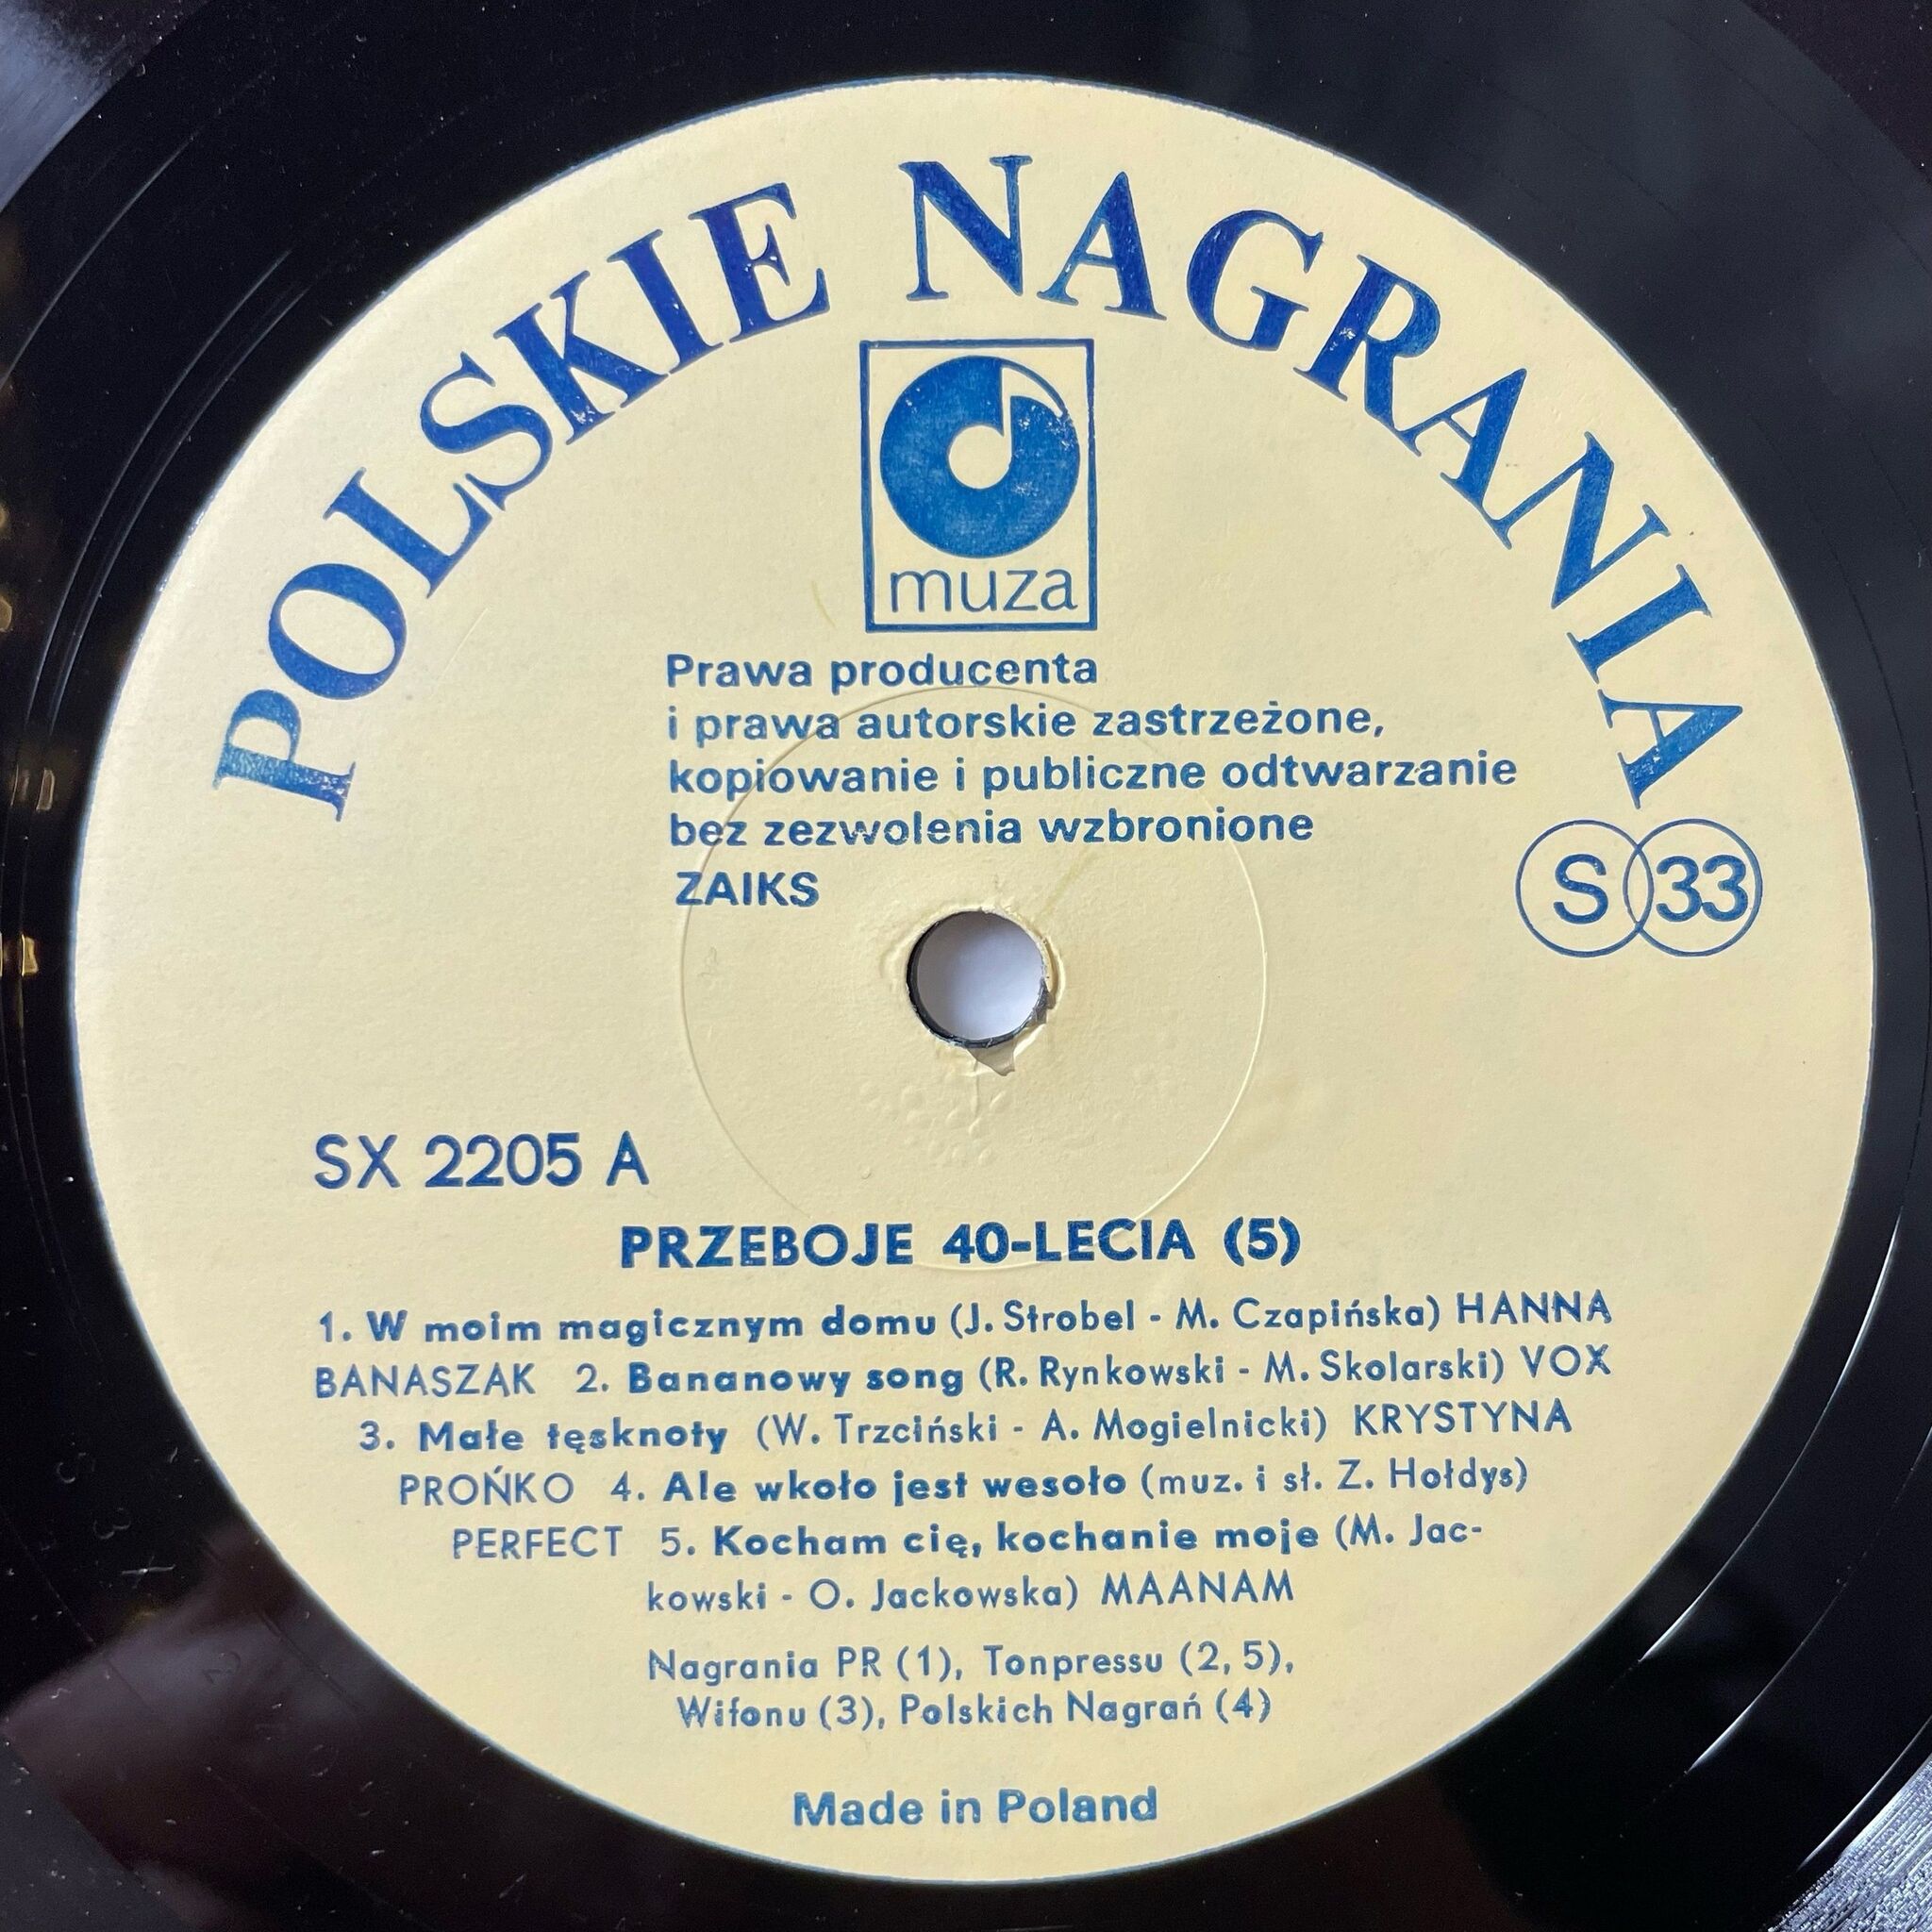 POLSKIE NAGRANIA
muza
Prawa producenta
i prawa autorskie zastrzeżone,
kopiowanie i publiczne odtwarzanie
bez zezwolenia wzbronione
ZAIKS
S 33
SX 2205 A
PRZEBOJE 40-LECIA (5)
1. W moim magicznym domu (J. Strobel - M. Czapińska) HANNA
BANASZAK 2. Bananowy song (R. Rynkowski - M. Skolarski) VOX
3. Małe tęsknoty (W. Trzciński - A. Mogielnicki) KRYSTYNA
PROŃKO 4. Ale wkoło jest wesoło (muz. i sł. Z. Hołdys)
PERFECT 5. Kocham cię, kochanie moje (M. Jac-
kowski - O. Jackowska) MAANAM
Nagrania PR (1), Tonpressu (2, 5),
Wifonu (3), Polskich Nagrań (4)
Made in Poland